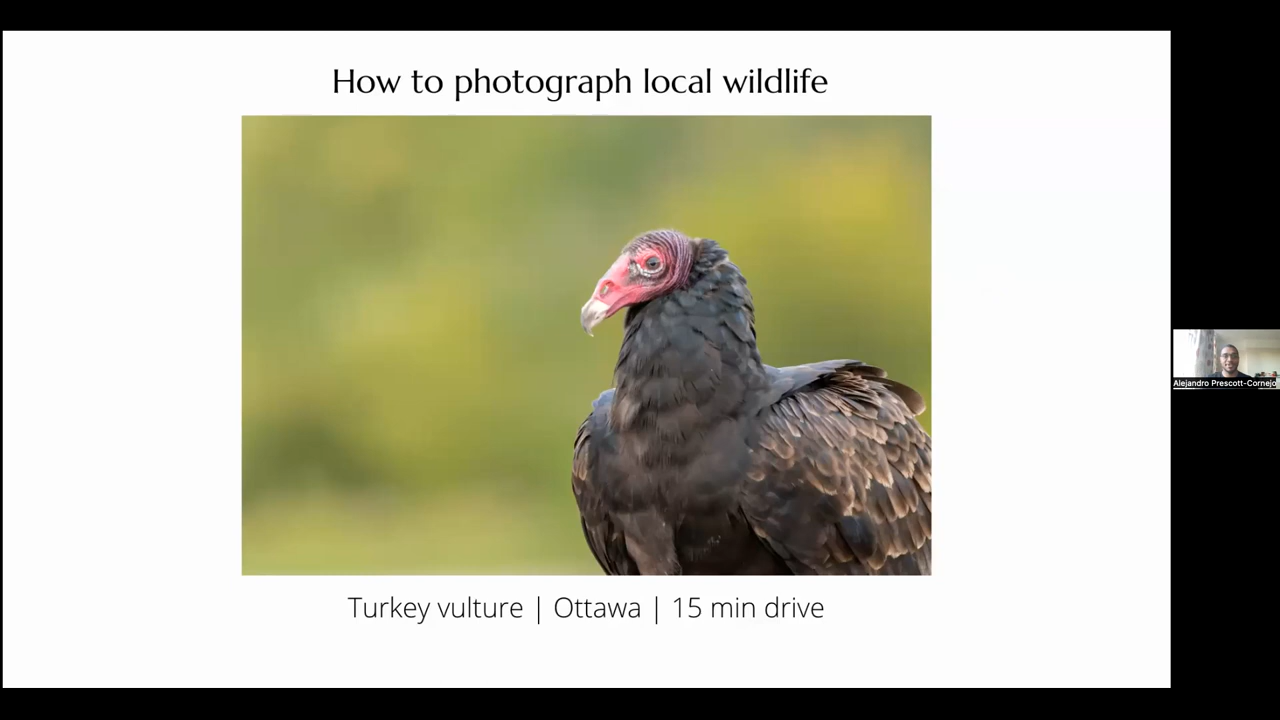 How to photograph local wildlife
Alejandro Prescott-Cornejo
Turkey vulture | Ottawa | 15 min drive